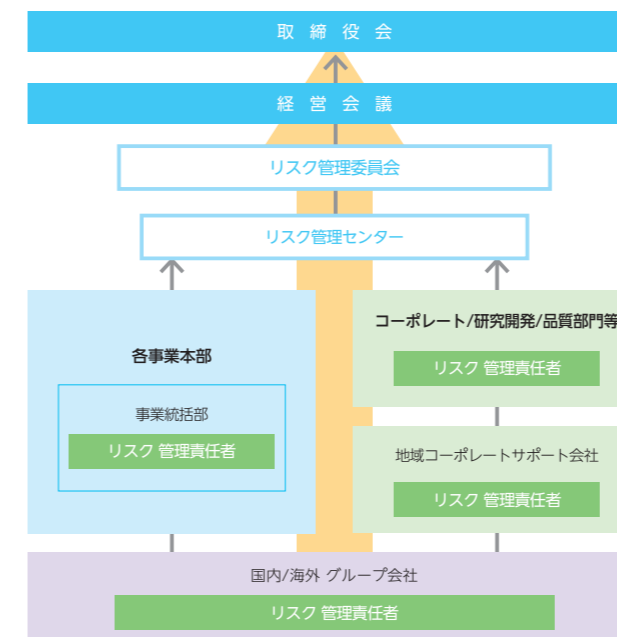 取締役会
経営会議
リスク管理委員会
リスク管理センター
各事業本部
事業統括部
リスク 管理責任者
コーポレート/研究開発/品質部門等
リスク 管理責任者
地域コーポレートサポート会社
リスク 管理責任者
国内/海外 グループ会社
リスク 管理責任者